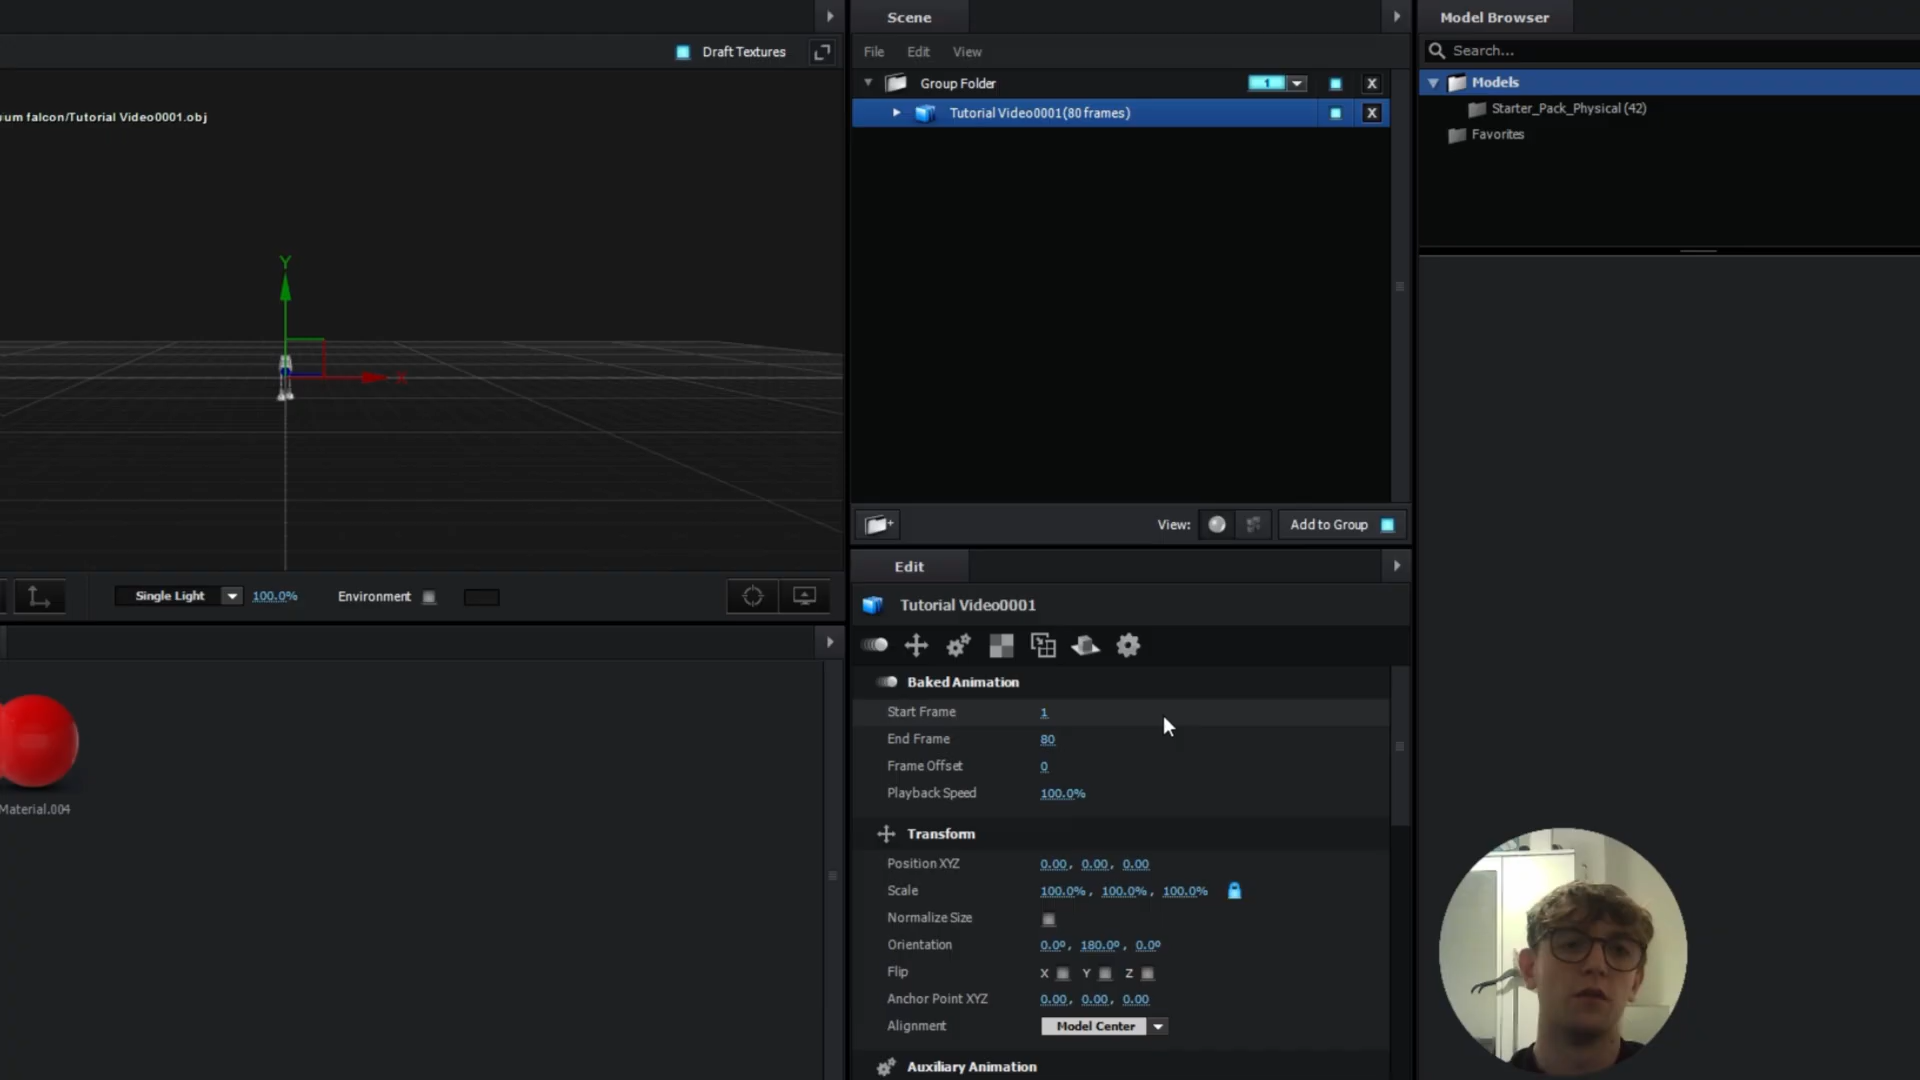 Draft Textures
um falcon/Tutorial Video0001.obj
Y
X
Single Light
100.0%
Environment
Material.004
Scene
File Edit View
Group Folder
1
X
Tutorial Video0001(80 frames)
X
View:
Add to Group
Edit
Tutorial Video0001
Baked Animation
Start Frame 1
End Frame 80
Frame Offset 0
Playback Speed 100.0%
Transform
Position XYZ 0.00, 0.00, 0.00
Scale 100.0%, 100.0%, 100.0%
Normalize Size
Orientation 0.0º, 180.0º, 0.0º
Flip X Y Z
Anchor Point XYZ 0.00, 0.00, 0.00
Alignment Model Center
Auxiliary Animation
Model Browser
Search...
Models
Starter_Pack_Physical (42)
Favorites